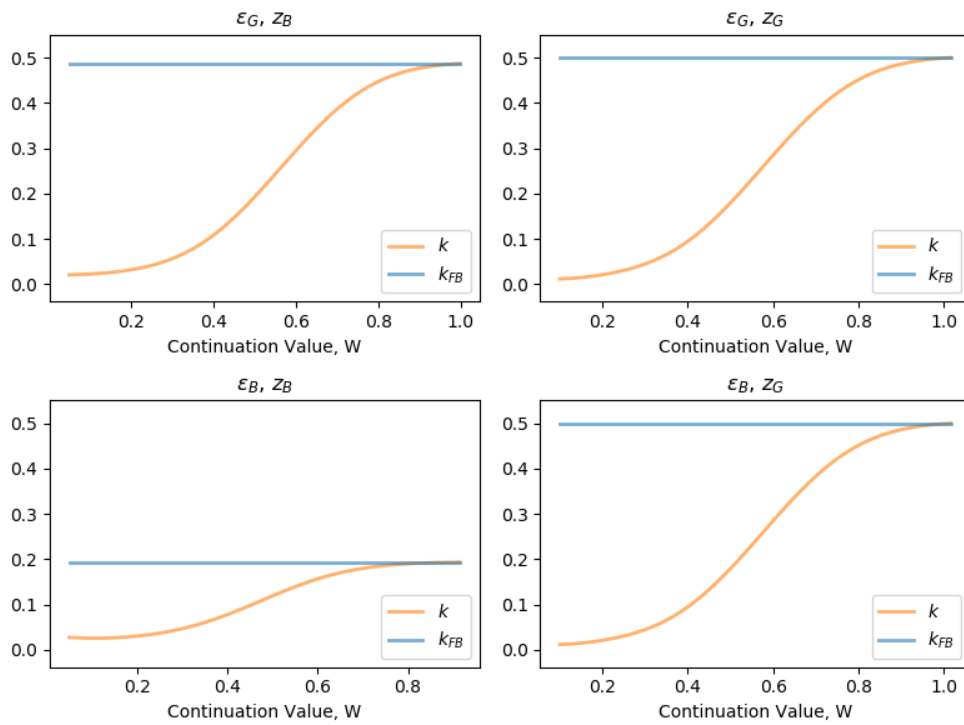 ε_G, z_B
0.5
0.4
0.3
0.2
0.1
0.0
k
k_FB
0.2 0.4 0.6 0.8 1.0
Continuation Value, W
ε_G, z_G
0.5
0.4
0.3
0.2
0.1
0.0
k
k_FB
0.2 0.4 0.6 0.8 1.0
Continuation Value, W
ε_B, z_B
0.5
0.4
0.3
0.2
0.1
0.0
k
k_FB
0.2 0.4 0.6 0.8
Continuation Value, W
ε_B, z_G
0.5
0.4
0.3
0.2
0.1
0.0
k
k_FB
0.2 0.4 0.6 0.8 1.0
Continuation Value, W